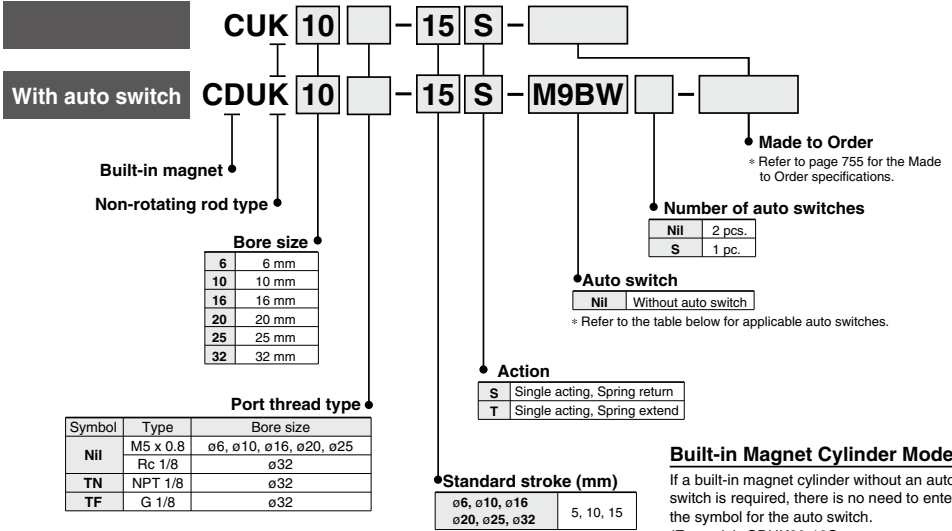 CUK 10 – 15 S –
With auto switch CDUK 10 – 15 S – M9BW –
Made to Order
* Refer to page 755 for the Made
to Order specifications.
Built-in magnet
Non-rotating rod type
Number of auto switches
Nil 2 pcs.
S 1 pc.
Bore size
6 6 mm
10 10 mm
16 16 mm
20 20 mm
25 25 mm
32 32 mm
Auto switch
Nil Without auto switch
* Refer to the table below for applicable auto switches.
Action
S Single acting, Spring return
T Single acting, Spring extend
Port thread type
Symbol Type Bore size
Nil M5 x 0.8 ø6, ø10, ø16, ø20, ø25
Rc 1/8 ø32
TN NPT 1/8 ø32
TF G 1/8 ø32
Standard stroke (mm)
ø6, ø10, ø16
ø20, ø25, ø32 5, 10, 15
Built-in Magnet Cylinder Mode
If a built-in magnet cylinder without an auto
switch is required, there is no need to ente
the symbol for the auto switch.